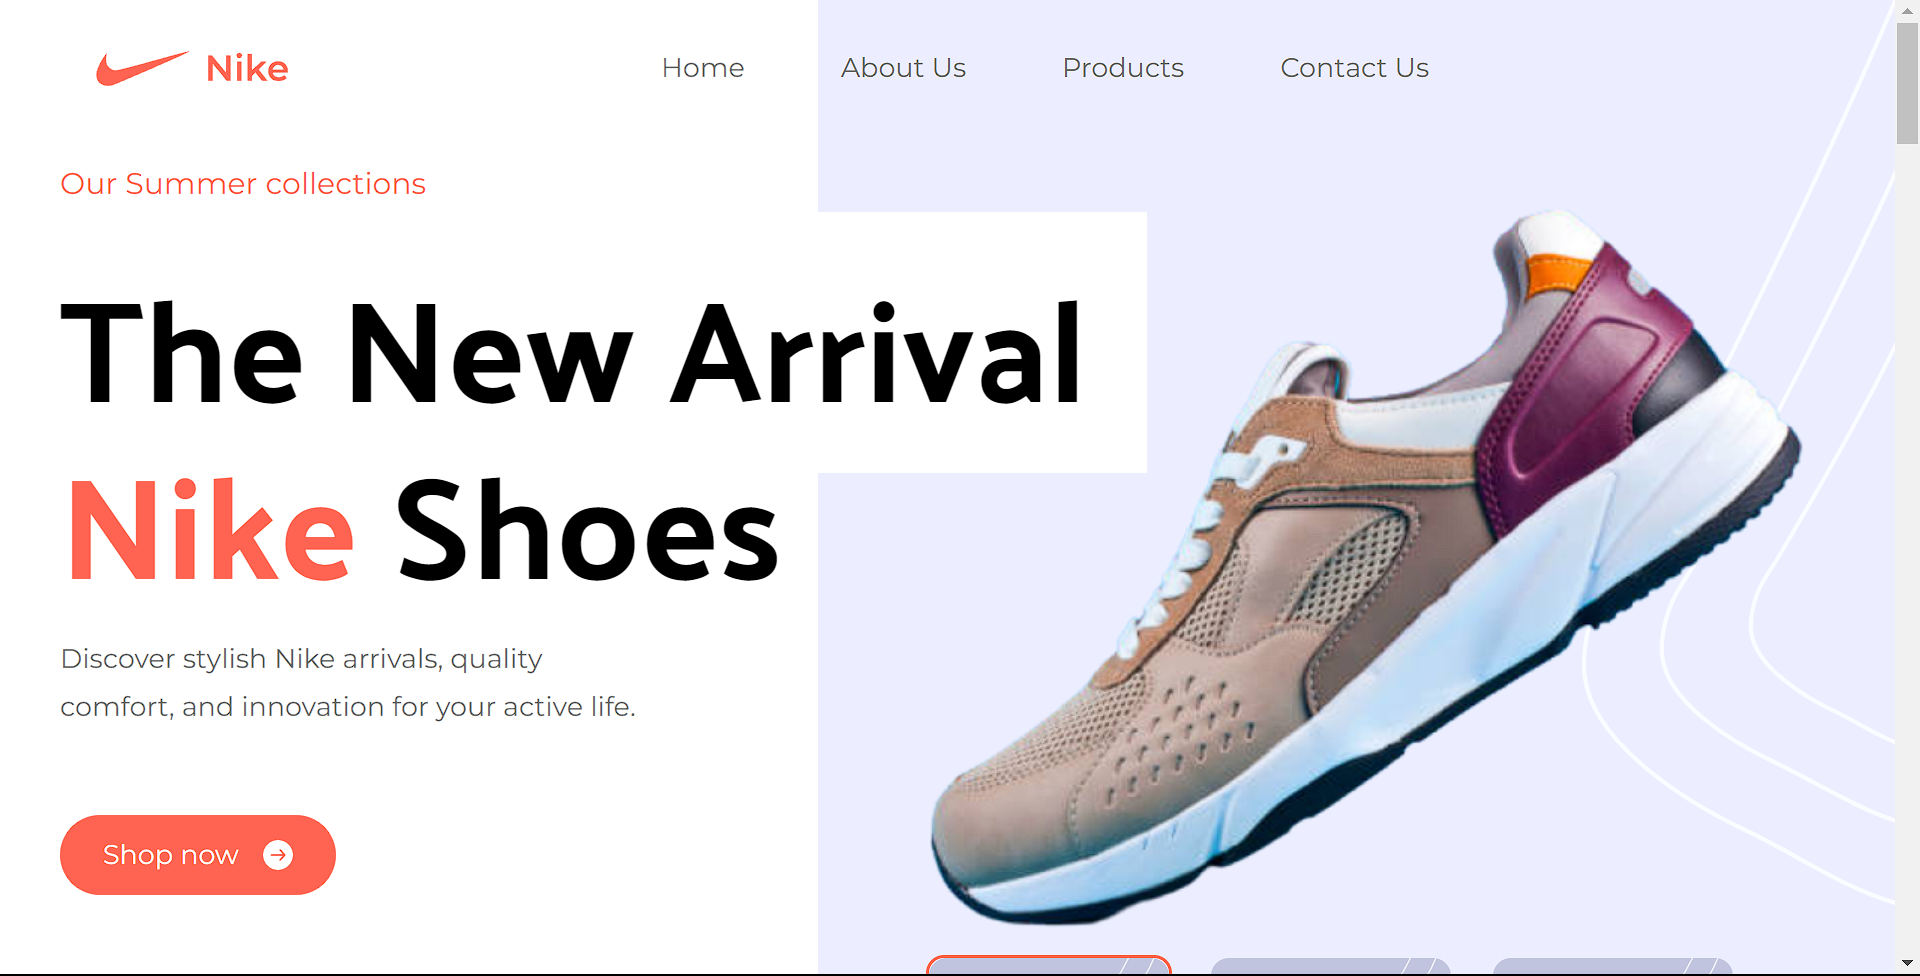 Nike
Home About Us Products Contact Us
Our Summer collections
The New Arrival
Nike Shoes
Discover stylish Nike arrivals, quality
comfort, and innovation for your active life.
Shop now